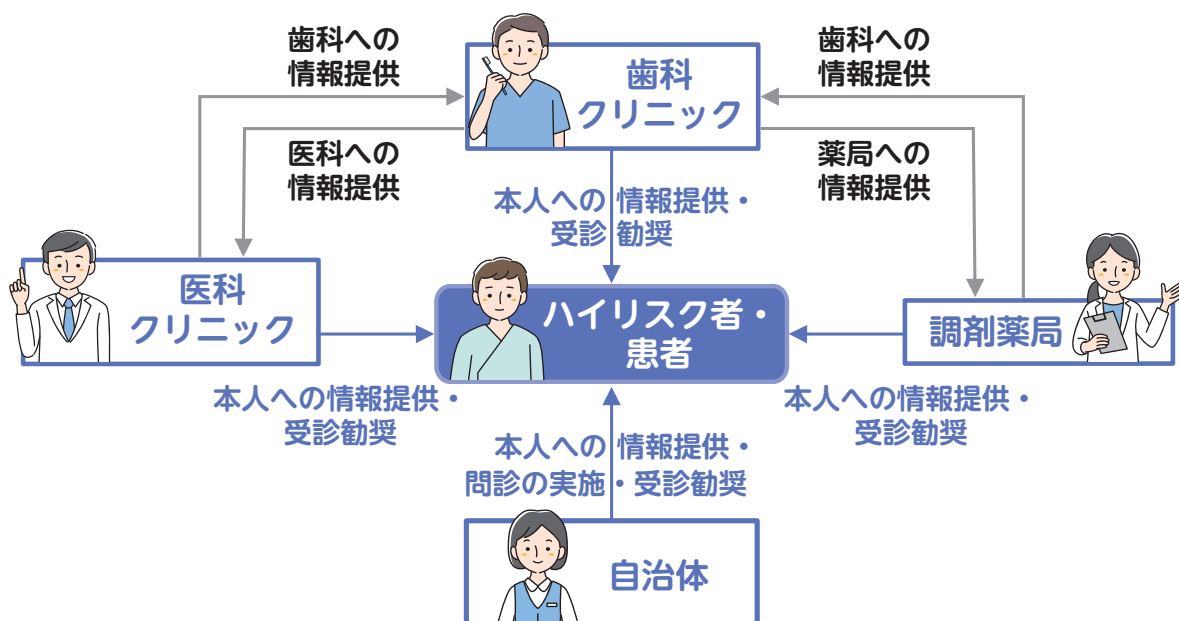 歯科への
情報提供
歯科
クリニック
歯科への
情報提供
医科への
情報提供
薬局への
情報提供
本人への情報提供・
受診勧奨
医科
クリニック
ハイリスク者・
患者
調剤薬局
本人への情報提供・
受診勧奨
本人への情報提供・
受診勧奨
本人への情報提供・
問診の実施・受診勧奨
自治体